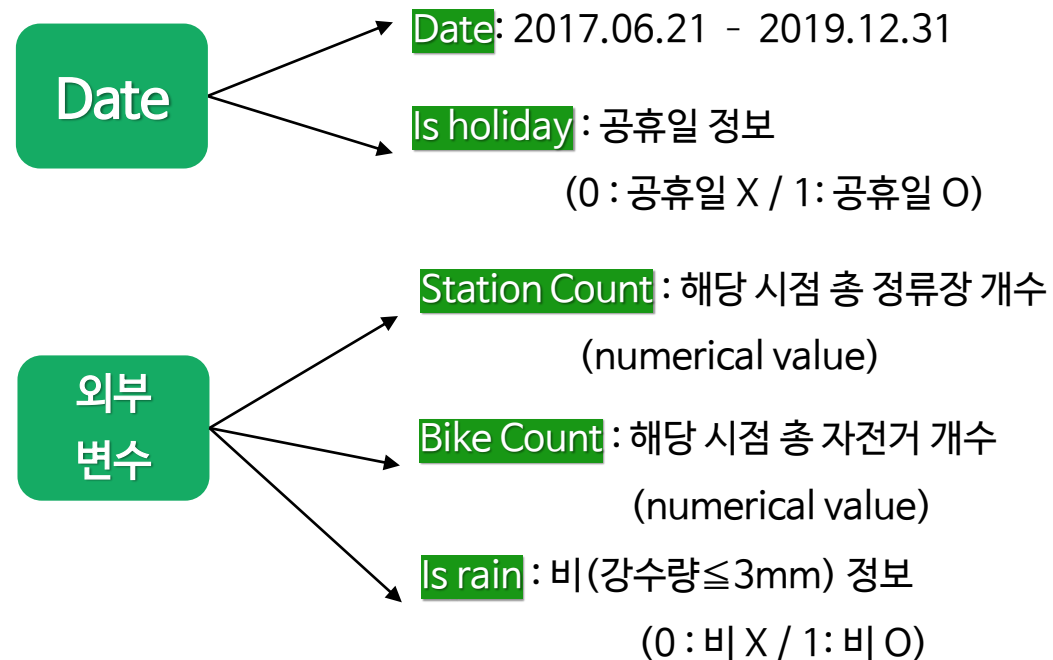 Date
Date: 2017.06.21 - 2019.12.31
Is holiday : 공휴일 정보
(0 : 공휴일 X / 1: 공휴일 O)
외부
변수
Station Count : 해당 시점 총 정류장 개수
(numerical value)
Bike Count : 해당 시점 총 자전거 개수
(numerical value)
Is rain : 비(강수량≦3mm) 정보
(0 : 비 X / 1: 비 O)